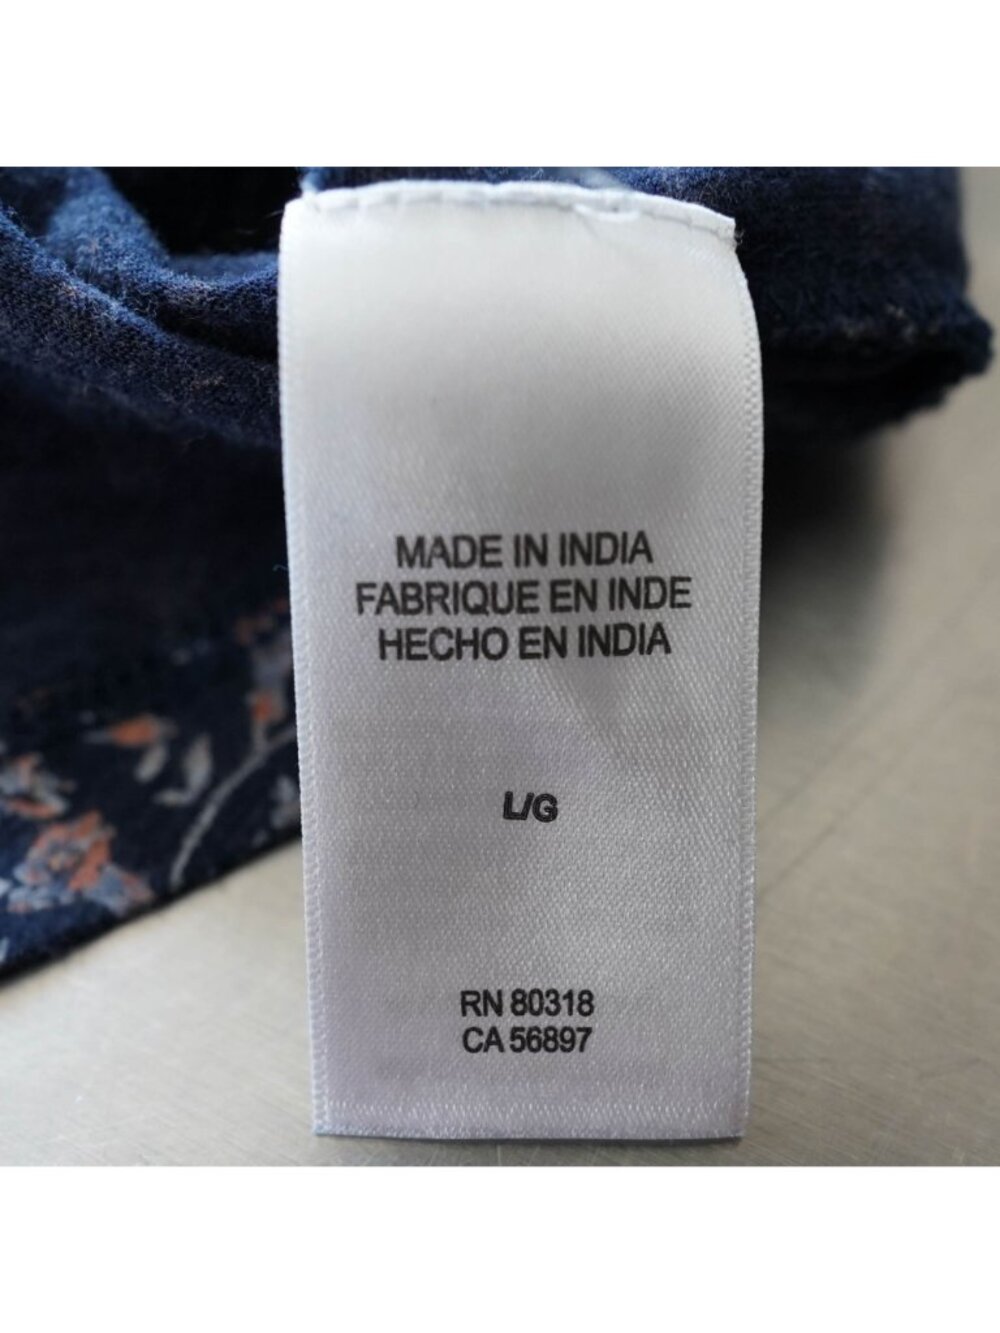 MADE IN INDIA
FABRIQUE EN INDE
HECHO EN INDIA
L/G
RN 80318
CA 56897